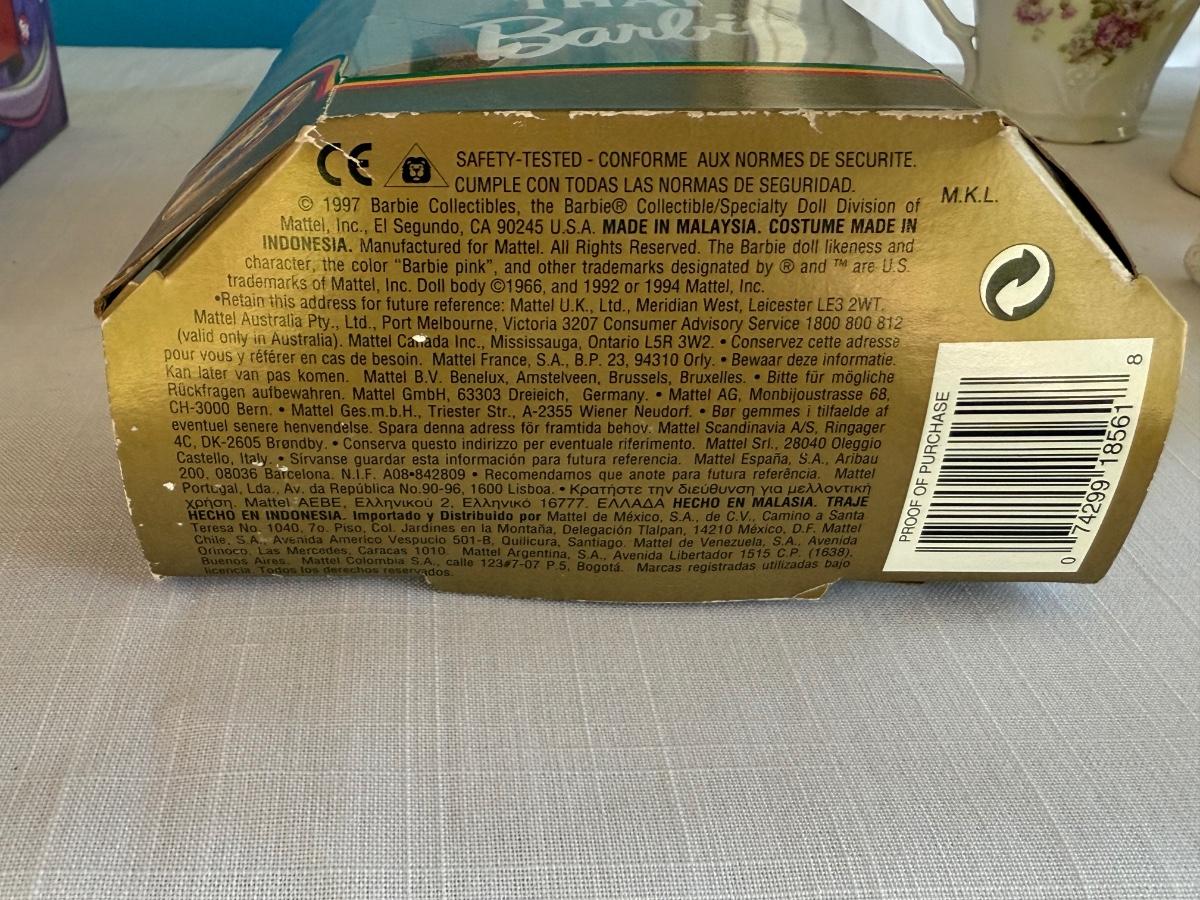 Barbi
CE
SAFETY-TESTED - CONFORME AUX NORMES DE SECURITE.
CUMPLE CON TODAS LAS NORMAS DE SEGURIDAD.
M.K.L.
© 1997 Barbie Collectibles, the Barbie® Collectible/Specialty Doll Division of
Mattel, Inc., El Segundo, CA 90245 U.S.A. MADE IN MALAYSIA. COSTUME MADE IN
INDONESIA. Manufactured for Mattel. All Rights Reserved. The Barbie doll likeness and
character, the color "Barbie pink", and other trademarks designated by ® and ™ are U.S.
trademarks of Mattel, Inc. Doll body ©1966, and 1992 or 1994 Mattel, Inc.
•Retain this address for future reference: Mattel U.K., Ltd., Meridian West, Leicester LE3 2WT.
Mattel Australia Pty., Ltd., Port Melbourne, Victoria 3207 Consumer Advisory Service 1800 800 812
(valid only in Australia). Mattel Canada Inc., Mississauga, Ontario L5R 3W2. • Conservez cette adresse
pour vous y référer en cas de besoin. Mattel France, S.A., B.P. 23, 94310 Orly. • Bewaar deze informatie.
Kan later van pas komen. Mattel B.V. Benelux, Amstelveen, Brussels, Bruxelles. • Bitte für mögliche
Rückfragen aufbewahren. Mattel GmbH, 63303 Dreieich, Germany. • Mattel AG, Monbijoustrasse 68,
CH-3000 Bern. • Mattel Ges.m.b.H., Triester Str., A-2355 Wiener Neudorf. • Bør gemmes i tilfaelde af
eventuel senere henvendelse. Spara denna adress för framtida behov. Mattel Scandinavia A/S, Ringager
4C, DK-2605 Brøndby. • Conserva questo indirizzo per eventuale riferimento. Mattel Srl., 28040 Oleggio
Castello, Italy. • Sírvanse guardar esta información para futura referencia. Mattel España, S.A., Aribau
200, 08036 Barcelona. N.I.F. A08•842809 • Recomendamos que anote para futura referência. Mattel
Portugal, Lda., Av. da República No.90-96, 1600 Lisboa. • Κρατήστε την διεύθυνση για μελλοντική
χρήση. Mattel AEBE, Ελληνικού 2, Ελληνικό 16777. ΕΛΛΑΔΑ HECHO EN MALASIA. TRAJE
HECHO EN INDONESIA. Importado y Distribuido por Mattel de México, S.A., de C.V., Camino a Santa
Teresa No. 1040, 7o. Piso, Col. Jardines en la Montaña, Delegación Tlalpan, 14210 México, D.F. Mattel
Chile, S.A., Avenida Americo Vespucio 501-B, Quilicura, Santiago. Mattel de Venezuela, S.A., Avenida
Orinoco, Las Mercedes, Caracas 1010. Mattel Argentina, S.A., Avenida Libertador 1515 C.P. (1638).
Buenos Aires. Mattel Colombia S.A., calle 123#7-07 P.5, Bogotá. Marcas registradas utilizadas bajo
licencia. Todos los derechos reservados.
PROOF OF PURCHASE
0 74299 18561 8